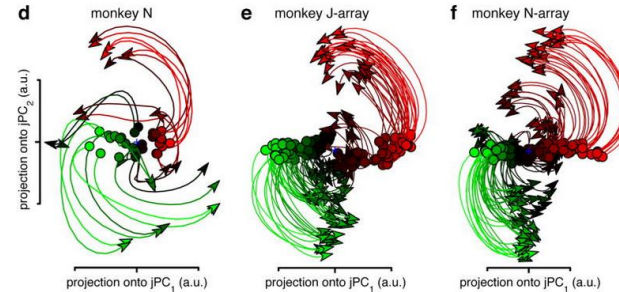 d monkey N
e monkey J-array
f monkey N-array
projection onto jPC₂ (a.u.)
projection onto jPC₁ (a.u.)
projection onto jPC₁ (a.u.)
projection onto jPC₁ (a.u.)